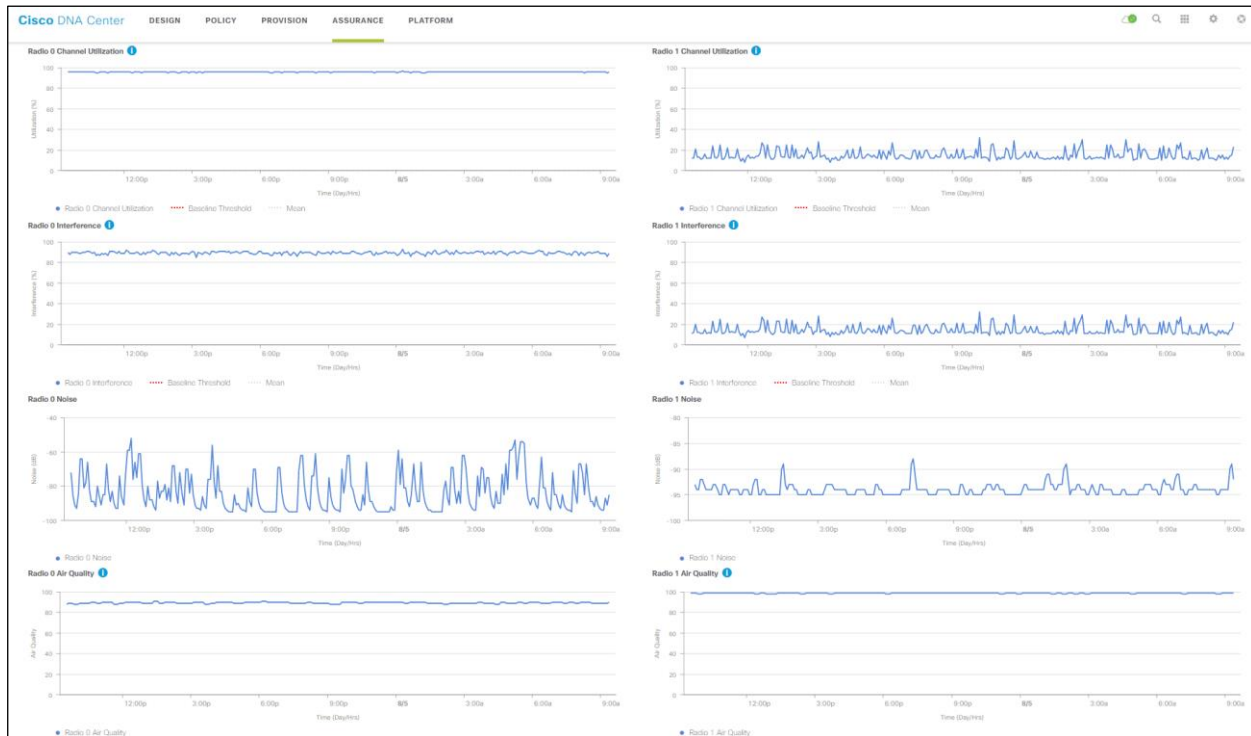 Cisco DNA Center DESIGN POLICY PROVISION ASSURANCE PLATFORM
Radio 0 Channel Utilization
Utilization (%)
100
80
60
40
20
0
12:00p 3:00p 6:00p 9:00p 8/5 3:00a 6:00a 9:00a
Time (Day/Hrs)
Radio 0 Channel Utilization Baseline Threshold Mean
Radio 0 Interference
Interference (%)
100
80
60
40
20
0
12:00p 3:00p 6:00p 9:00p 8/5 3:00a 6:00a 9:00a
Time (Day/Hrs)
Radio 0 Interference Baseline Threshold Mean
Radio 0 Noise
Noise (dB)
-40
-60
-80
-100
12:00p 3:00p 6:00p 9:00p 8/5 3:00a 6:00a 9:00a
Time (Day/Hrs)
Radio 0 Noise
Radio 0 Air Quality
Air Quality
100
80
60
40
20
0
12:00p 3:00p 6:00p 9:00p 8/5 3:00a 6:00a 9:00a
Time (Day/Hrs)
Radio 0 Air Quality
Radio 1 Channel Utilization
Utilization (%)
100
80
60
40
20
0
12:00p 3:00p 6:00p 9:00p 8/5 3:00a 6:00a 9:00a
Time (Day/Hrs)
Radio 1 Channel Utilization Baseline Threshold Mean
Radio 1 Interference
Interference (%)
100
80
60
40
20
0
12:00p 3:00p 6:00p 9:00p 8/5 3:00a 6:00a 9:00a
Time (Day/Hrs)
Radio 1 Interference Baseline Threshold Mean
Radio 1 Noise
Noise (dB)
-80
-85
-90
-95
-100
12:00p 3:00p 6:00p 9:00p 8/5 3:00a 6:00a 9:00a
Time (Day/Hrs)
Radio 1 Noise
Radio 1 Air Quality
Air Quality
100
80
60
40
20
0
12:00p 3:00p 6:00p 9:00p 8/5 3:00a 6:00a 9:00a
Time (Day/Hrs)
Radio 1 Air Quality